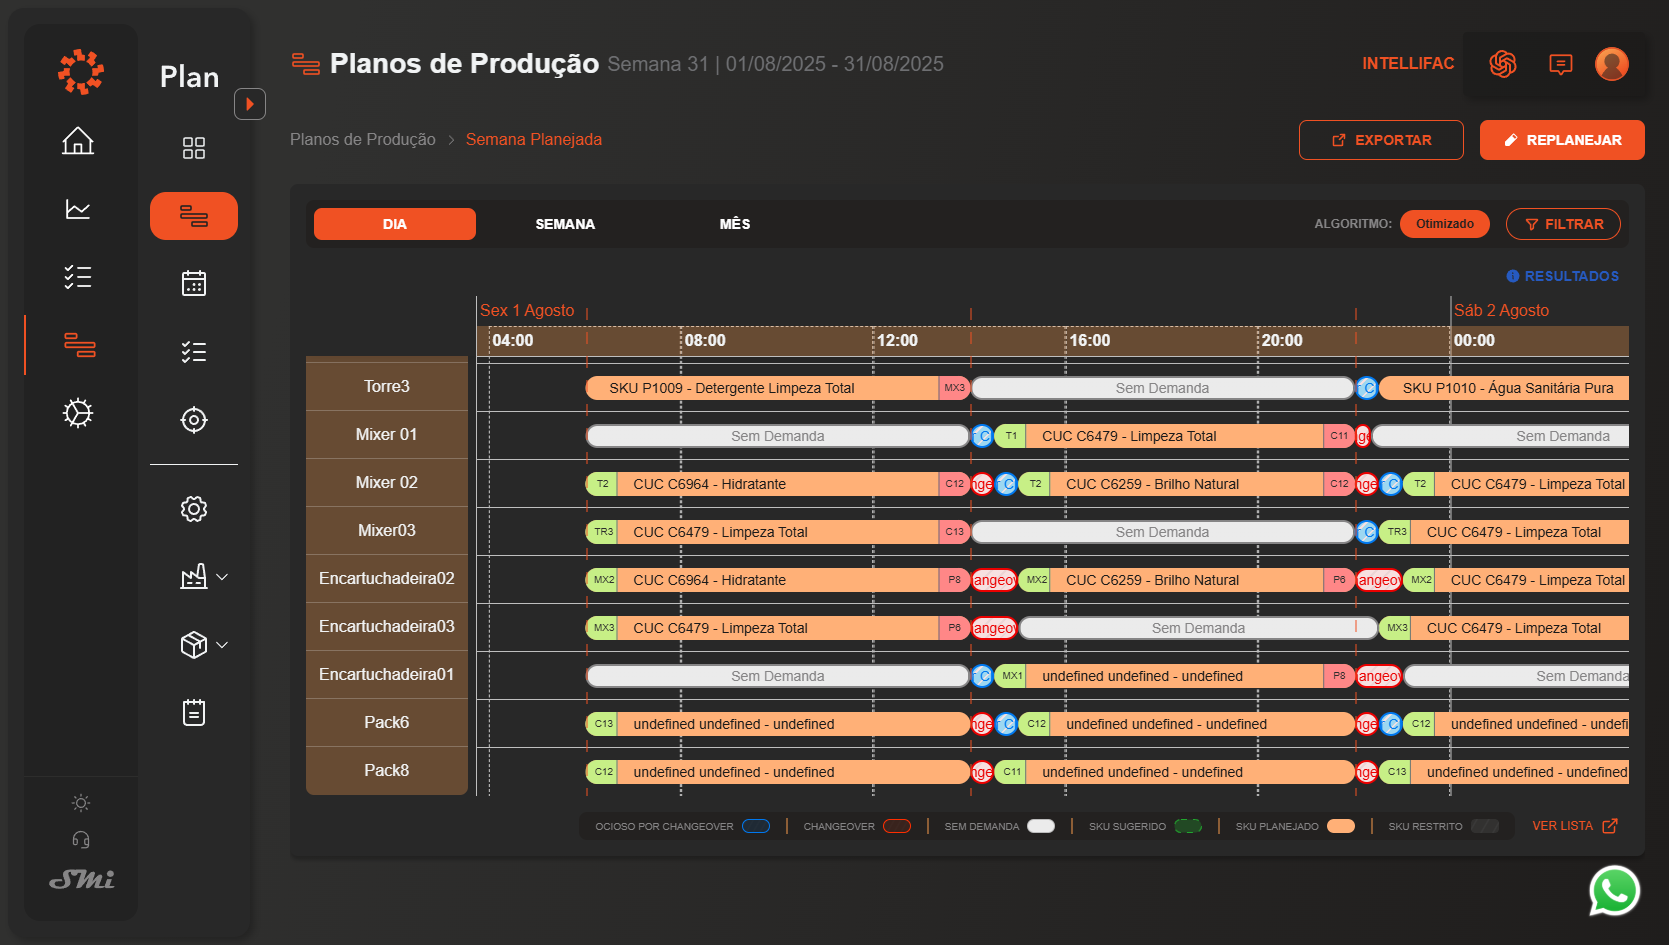 Plan
Planos de Produção Semana 31 | 01/08/2025 - 31/08/2025
INTELLIFAC
Planos de Produção > Semana Planejada
EXPORTAR
REPLANEJAR
DIA SEMANA MÊS
ALGORITMO: Otimizado FILTRAR
RESULTADOS
Sex 1 Agosto Sáb 2 Agosto
04:00 08:00 12:00 16:00 20:00 00:00
Torre3 SKU P1009 - Detergente Limpeza Total MX3 Sem Demanda C SKU P1010 - Água Sanitária Pura
Mixer 01 Sem Demanda C T1 CUC C6479 - Limpeza Total C11 ge Sem Demanda
Mixer 02 T2 CUC C6964 - Hidratante C12 nge C T2 CUC C6259 - Brilho Natural C12 nge C T2 CUC C6479 - Limpeza Total
Mixer03 TR3 CUC C6479 - Limpeza Total C13 Sem Demanda C TR3 CUC C6479 - Limpeza Total
Encartuchadeira02 MX2 CUC C6964 - Hidratante P8 angeov MX2 CUC C6259 - Brilho Natural P6 angeov MX2 CUC C6479 - Limpeza Total
Encartuchadeira03 MX3 CUC C6479 - Limpeza Total P6 angeov Sem Demanda MX3 CUC C6479 - Limpeza Total
Encartuchadeira01 Sem Demanda C MX1 undefined undefined - undefined P8 angeov Sem Demanda
Pack6 C13 undefined undefined - undefined nge C C12 undefined undefined - undefined nge C C12 undefined undefined - undefi
Pack8 C12 undefined undefined - undefined nge C11 undefined undefined - undefined nge C13 undefined undefined - undefined
OCIOSO POR CHANGEOVER | CHANGEOVER | SEM DEMANDA | SKU SUGERIDO | SKU PLANEJADO | SKU RESTRITO
VER LISTA
SMi